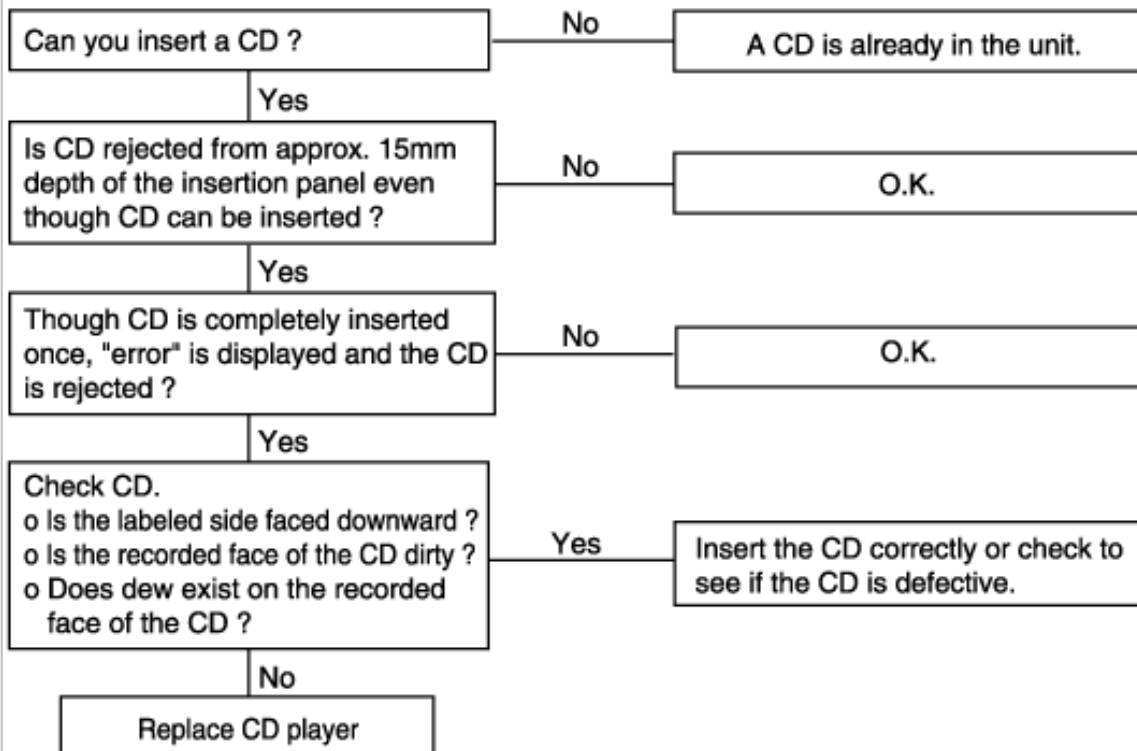 Can you insert a CD ?
No
A CD is already in the unit.
Yes
Is CD rejected from approx. 15mm
depth of the insertion panel even
though CD can be inserted ?
No
O.K.
Yes
Though CD is completely inserted
once, "error" is displayed and the CD
is rejected ?
No
O.K.
Yes
Check CD.
o Is the labeled side faced downward ?
o Is the recorded face of the CD dirty ?
o Does dew exist on the recorded
face of the CD ?
Yes
Insert the CD correctly or check to
see if the CD is defective.
No
Replace CD player